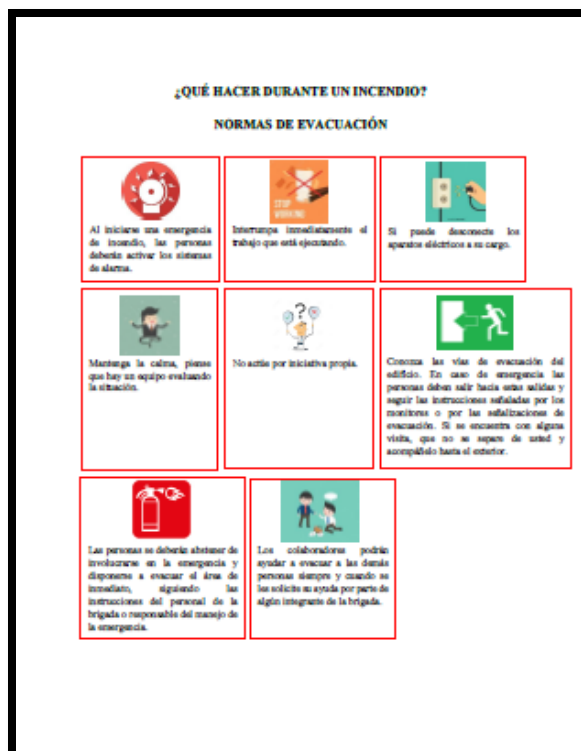 ¿QUÉ HACER DURANTE UN INCENDIO?
NORMAS DE EVACUACIÓN
Al iniciarse una emergencia
de incendio, las personas
deberán activar los sistemas
de alarma.
STOP
WORKING
Interrumpa inmediatamente el
trabajo que está ejecutando.
Si puede desconecte los
aparatos eléctricos a su cargo.
Mantenga la calma, piense
que hay un equipo evaluando
la situación.
?
No actúe por iniciativa propia.
Conozca las vías de evacuación del
edificio. En caso de emergencia las
personas deben salir hacia estas salidas y
seguir las instrucciones señaladas por los
monitores o por las señalizaciones de
evacuación. Si se encuentra con alguna
visita, que no se separe de usted y
acompáñelo hasta el exterior.
Las personas se deberán abstener de
involucrarse en la emergencia y
disponerse a evacuar el área de
inmediato, siguiendo las
instrucciones del personal de la
brigada o responsable del manejo de
la emergencia.
Los colaboradores podrán
ayudar a evacuar a las demás
personas siempre y cuando se
les solicite su ayuda por parte de
algún integrante de la brigada.